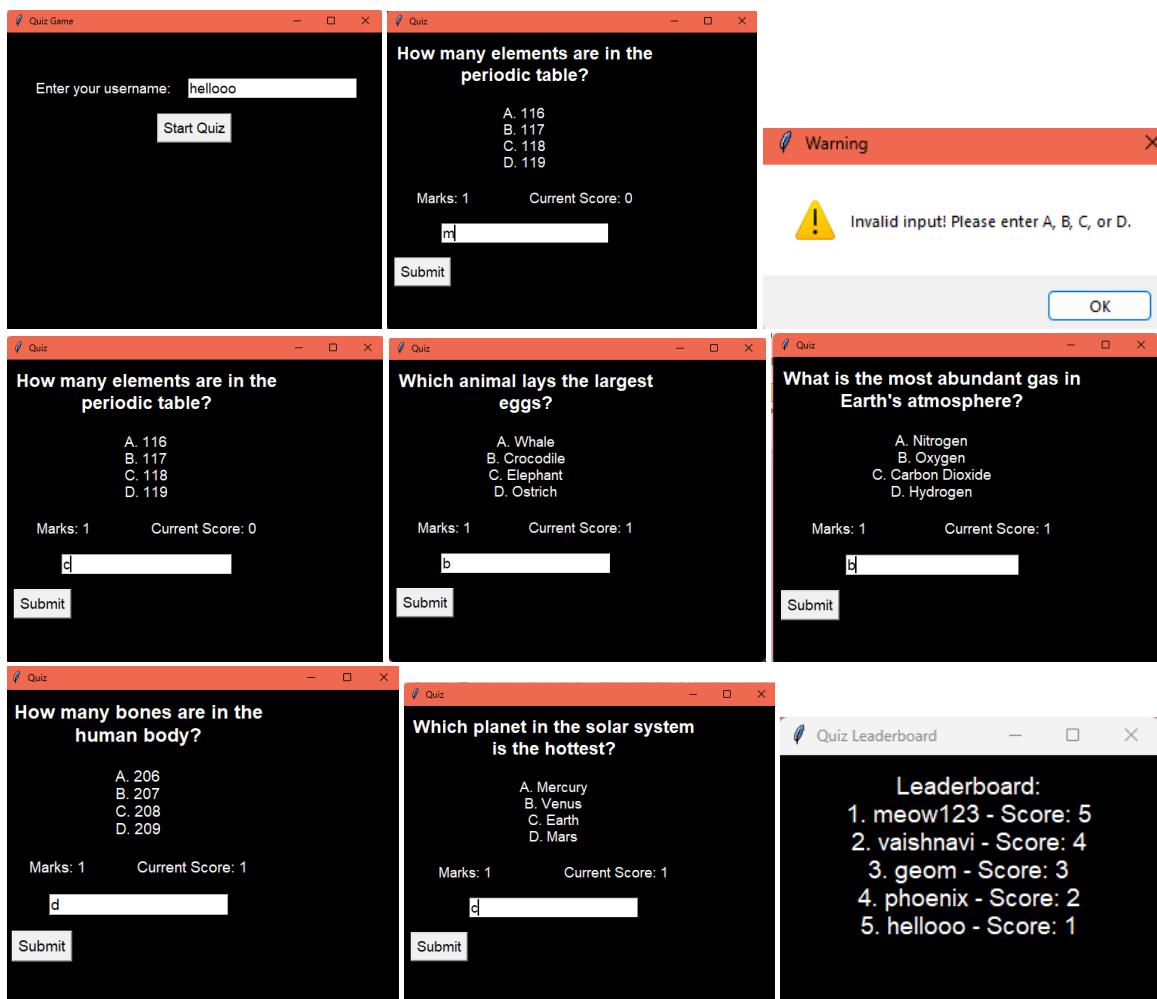 Quiz Game
Enter your username: hellooo
Start Quiz
Quiz
How many elements are in the
periodic table?
A. 116
B. 117
C. 118
D. 119
Marks: 1 Current Score: 0
m
Submit
Warning
Invalid input! Please enter A, B, C, or D.
OK
Quiz
How many elements are in the
periodic table?
A. 116
B. 117
C. 118
D. 119
Marks: 1 Current Score: 0
c
Submit
Quiz
Which animal lays the largest
eggs?
A. Whale
B. Crocodile
C. Elephant
D. Ostrich
Marks: 1 Current Score: 1
b
Submit
Quiz
What is the most abundant gas in
Earth's atmosphere?
A. Nitrogen
B. Oxygen
C. Carbon Dioxide
D. Hydrogen
Marks: 1 Current Score: 1
b
Submit
Quiz
How many bones are in the
human body?
A. 206
B. 207
C. 208
D. 209
Marks: 1 Current Score: 1
d
Submit
Quiz
Which planet in the solar system
is the hottest?
A. Mercury
B. Venus
C. Earth
D. Mars
Marks: 1 Current Score: 1
c
Submit
Quiz Leaderboard
Leaderboard:
1. meow123 - Score: 5
2. vaishnavi - Score: 4
3. geom - Score: 3
4. phoenix - Score: 2
5. hellooo - Score: 1